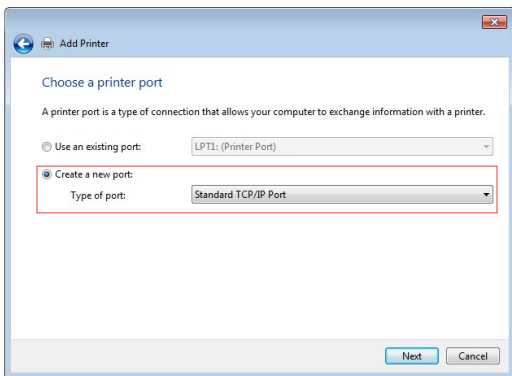 Add Printer
Choose a printer port
A printer port is a type of connection that allows your computer to exchange information with a printer.
Use an existing port: LPT1: (Printer Port)
Create a new port:
Type of port: Standard TCP/IP Port
Next Cancel